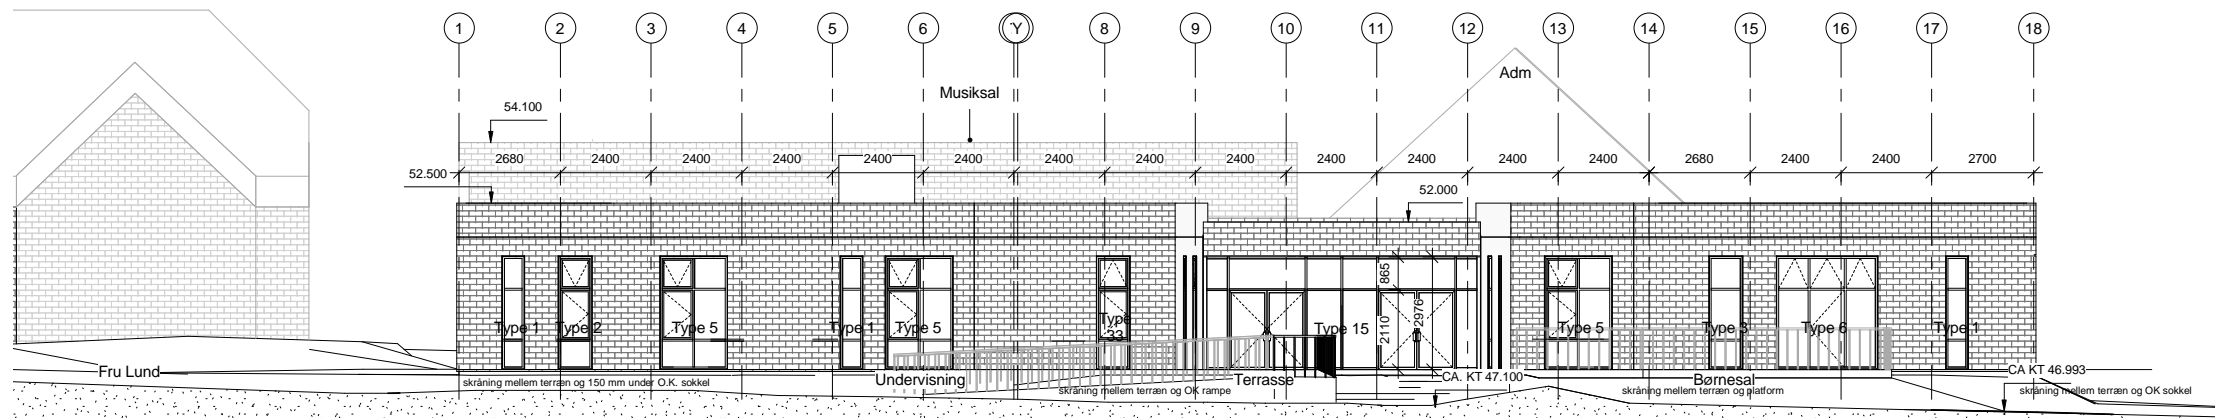 1 2 3 4 5 6 Y 8 9 10 11 12 13 14 15 16 17 18
Adm
Musiksal
54.100
2680 2400 2400 2400 2400 2400 2400 2400 2400 2400 2400 2400 2400 2680 2400 2400 2700
52.500
52.000
865
2976
2110
Type 1 Type 2 Type 5 Type 1 Type 5 Type
33 Type 15 Type 5 Type 3 Type 6 Type 1
Fru Lund
Undervisning
Terrasse
CA. KT 47.100
Børnesal
CA KT 46.993
skråning mellem terræn og 150 mm under O.K. sokkel
skråning mellem terræn og OK rampe
skråning mellem terræn og platform
skråning mellem terræn og OK sokkel